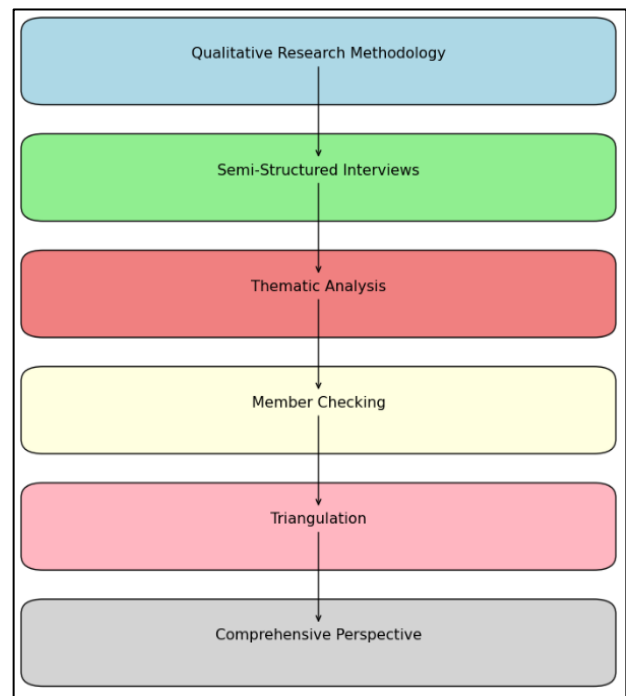 Qualitative Research Methodology
Semi-Structured Interviews
Thematic Analysis
Member Checking
Triangulation
Comprehensive Perspective